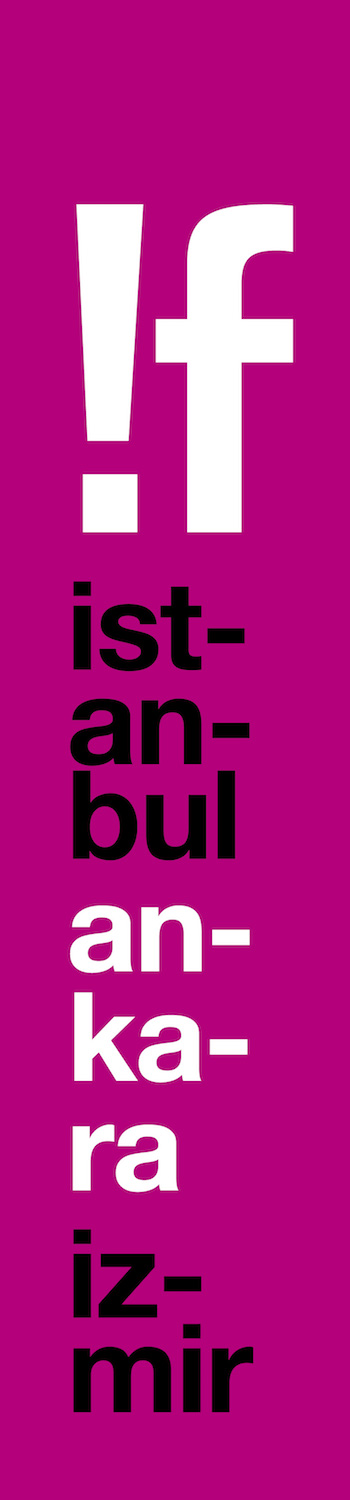 !f
ist-
an-
bul
an-
ka-
ra
iz-
mir